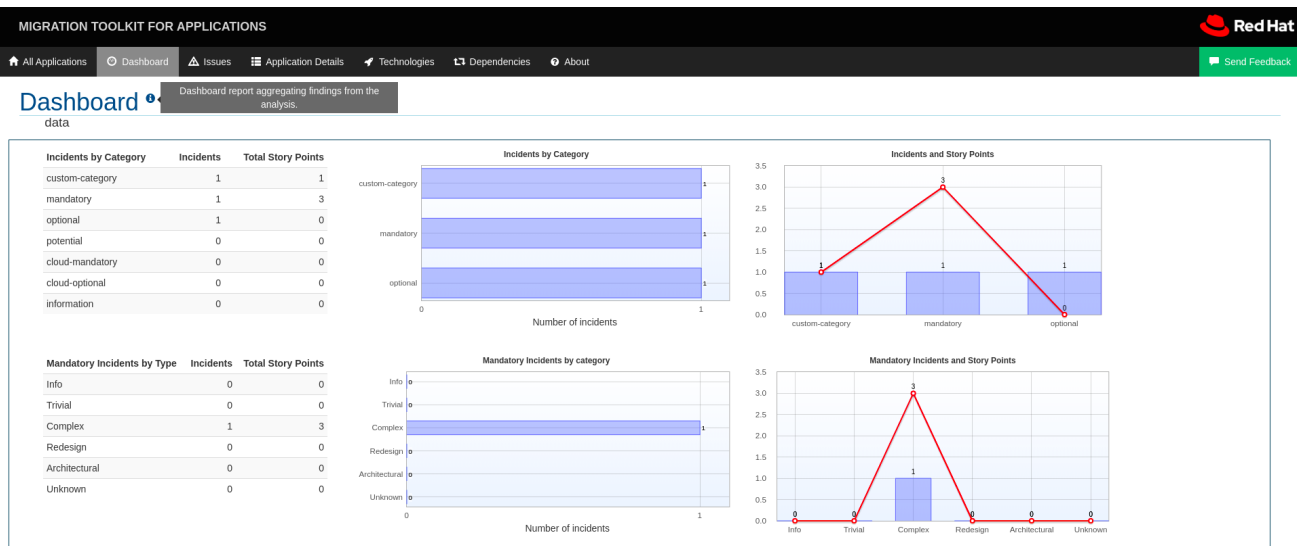 MIGRATION TOOLKIT FOR APPLICATIONS
Red Hat
All Applications Dashboard Issues Application Details Technologies Dependencies About Send Feedback
Dashboard
Dashboard report aggregating findings from the
analysis.
data
Incidents by Category Incidents Total Story Points
custom-category 1 1
mandatory 1 3
optional 1 0
potential 0 0
cloud-mandatory 0 0
cloud-optional 0 0
information 0 0
Incidents by Category
custom-category 1
mandatory 1
optional 1
0 1
Number of incidents
Incidents and Story Points
3.5
3.0
2.5
2.0
1.5
1.0
0.5
0.0
3
1 1 1
0
custom-category mandatory optional
Mandatory Incidents by Type Incidents Total Story Points
Info 0 0
Trivial 0 0
Complex 1 3
Redesign 0 0
Architectural 0 0
Unknown 0 0
Mandatory Incidents by category
Info 0
Trivial 0
Complex 1
Redesign 0
Architectural 0
Unknown 0
0 1
Number of incidents
Mandatory Incidents and Story Points
3.5
3.0
2.5
2.0
1.5
1.0
0.5
0.0
3
1
0 0 0 0 0
Info Trivial Complex Redesign Architectural Unknown